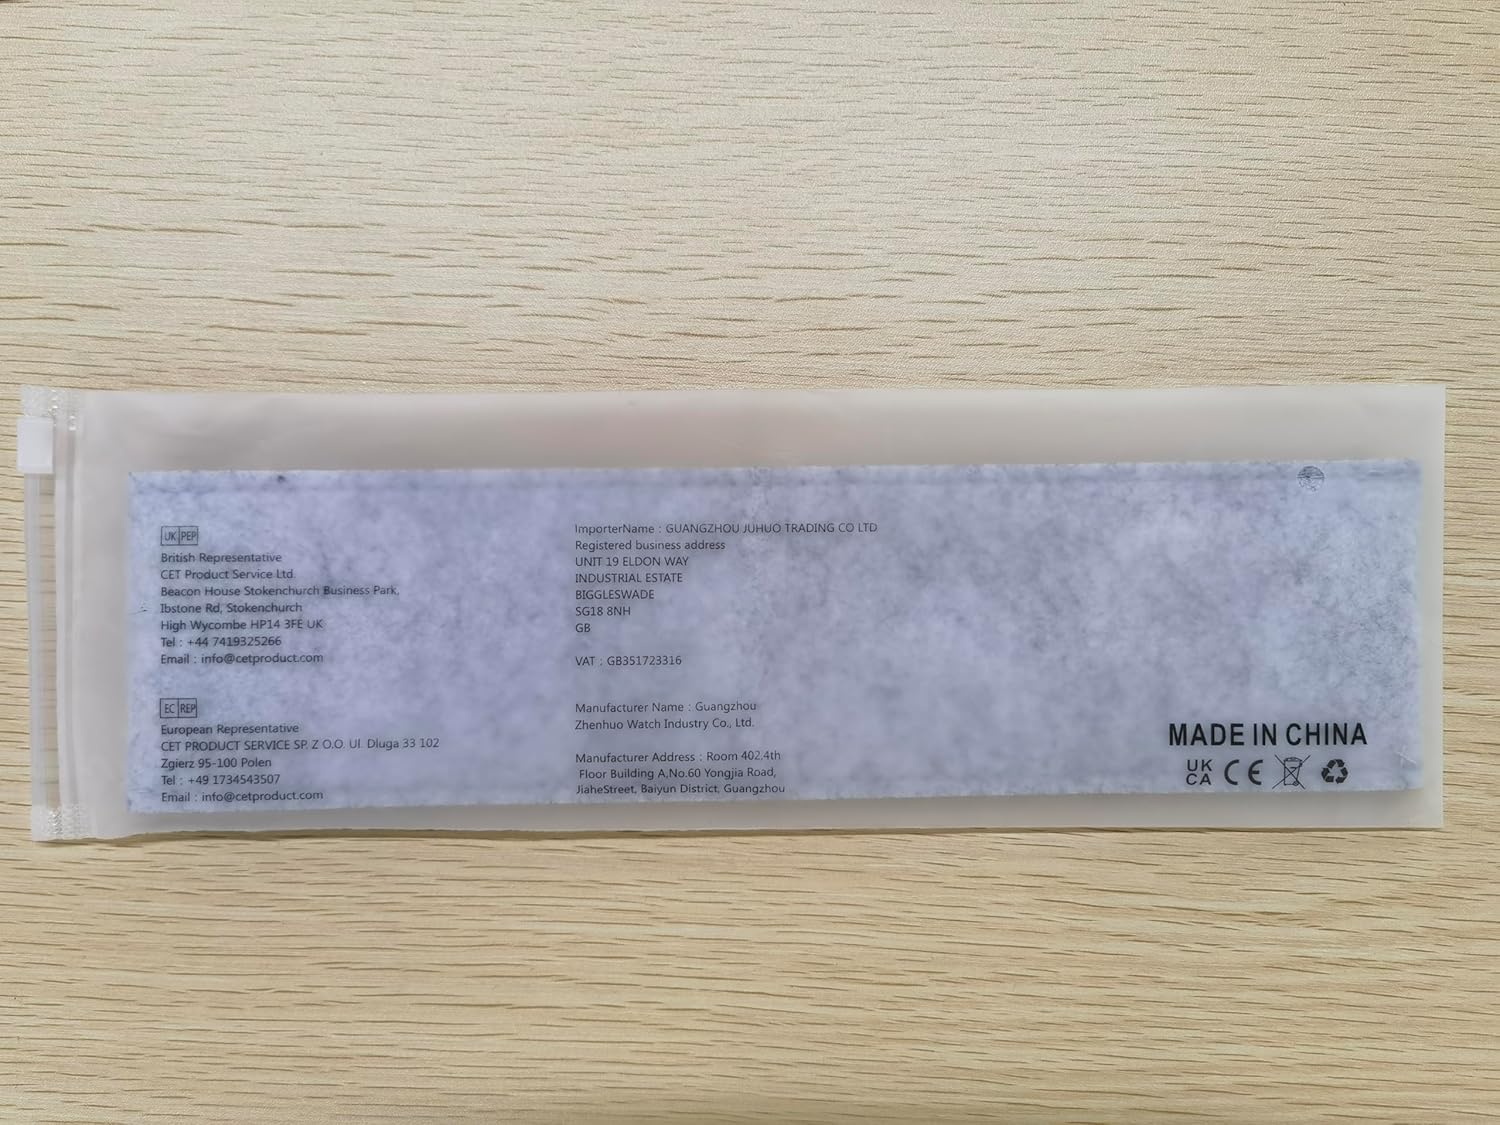 UK PEP
British Representative
CET Product Service Ltd.
Beacon House Stokenchurch Business Park,
Ibstone Rd, Stokenchurch
High Wycombe HP14 3FE UK
Tel : +44 7419325266
Email : info@cetproduct.com
EC REP
European Representative
CET PRODUCT SERVICE SP. Z O.O. Ul. Dluga 33 102
Zgierz 95-100 Polen
Tel : +49 1734543507
Email : info@cetproduct.com
ImporterName : GUANGZHOU JUHUO TRADING CO LTD
Registered business address
UNIT 19 ELDON WAY
INDUSTRIAL ESTATE
BIGGLESWADE
SG18 8NH
GB
VAT : GB351723316
Manufacturer Name : Guangzhou
Zhenhuo Watch Industry Co., Ltd.
Manufacturer Address : Room 402.4th
Floor Building A,No.60 Yongjia Road,
JiaheStreet, Baiyun District, Guangzhou
MADE IN CHINA
UK
CA CE